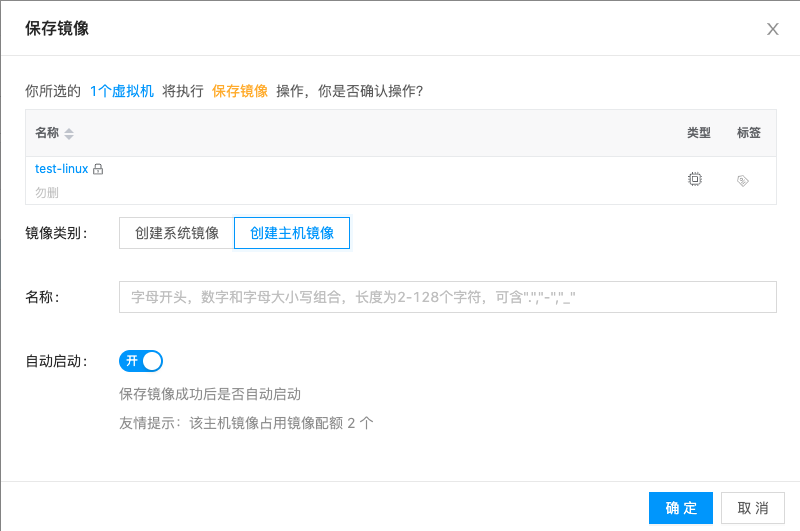 保存镜像
你所选的 1个虚拟机 将执行 保存镜像 操作，你是否确认操作?
名称 类型 标签
test-linux
勿删
镜像类别： 创建系统镜像 创建主机镜像
名称： 字母开头，数字和字母大小写组合，长度为2-128个字符，可含".","-","_"
自动启动： 开
保存镜像成功后是否自动启动
友情提示：该主机镜像占用镜像配额 2 个
确 定 取 消